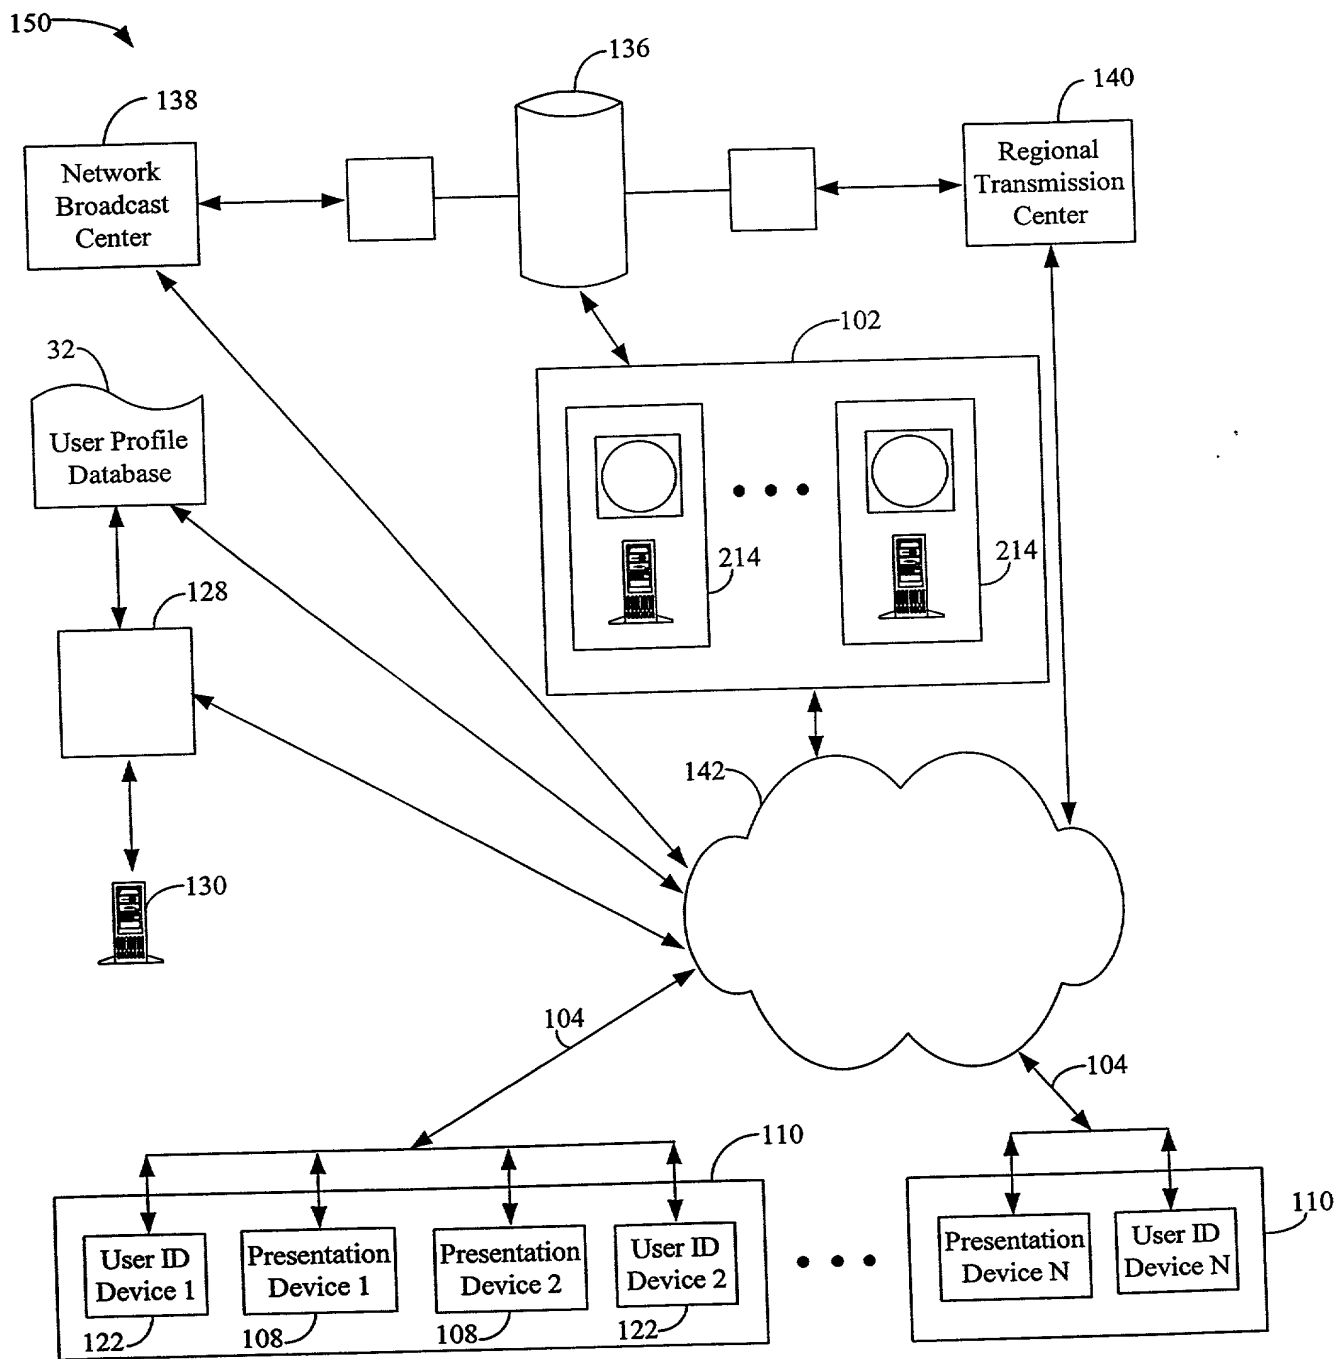 150
136
138
140
Network
Broadcast
Center
Regional
Transmission
Center
102
32
User Profile
Database
214
214
128
142
130
104
104
110
110
User ID
Device 1
Presentation
Device 1
Presentation
Device 2
User ID
Device 2
Presentation
Device N
User ID
Device N
122
108
108
122